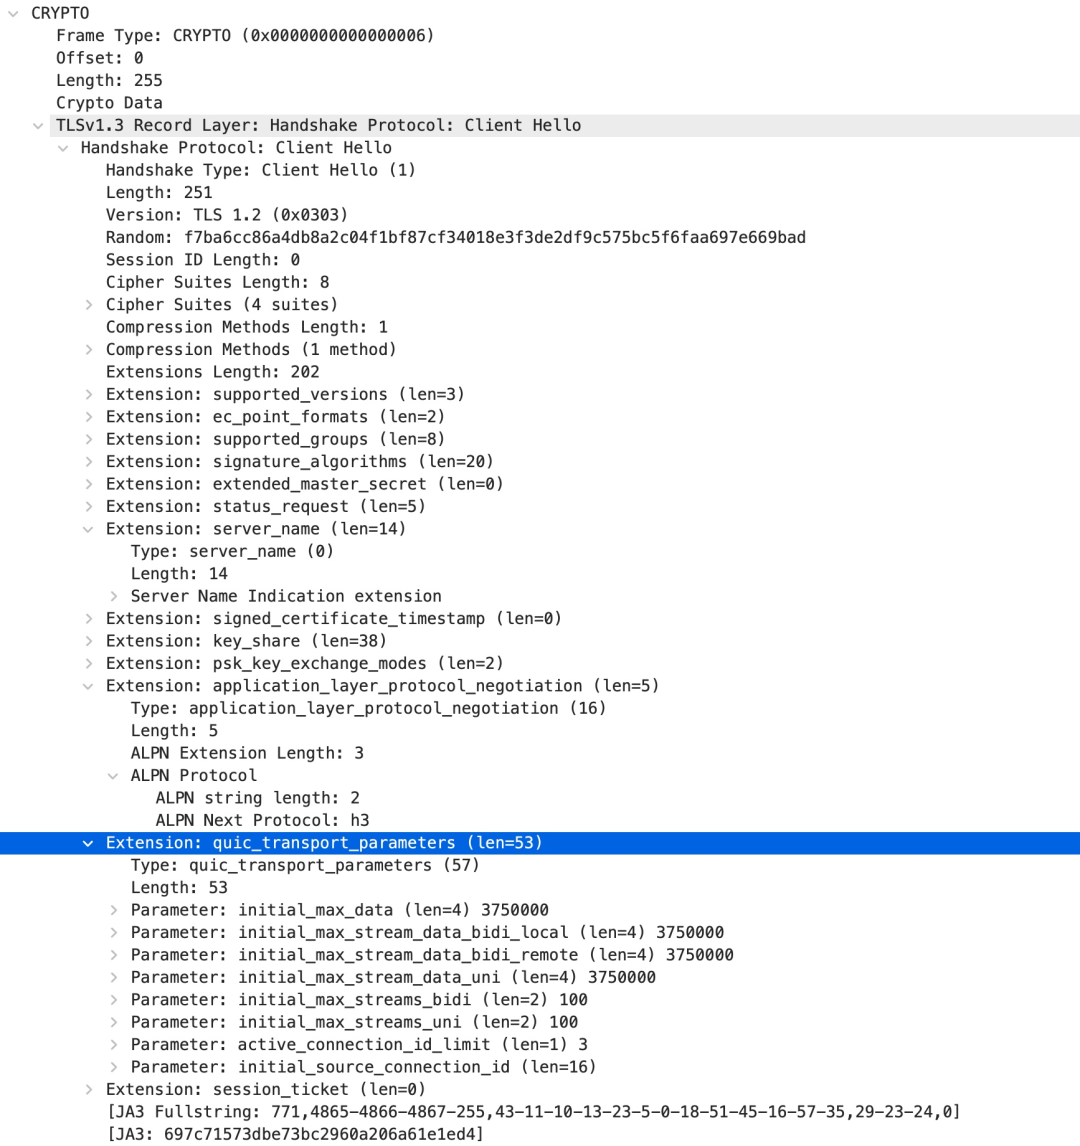 CRYPTO
Frame Type: CRYPTO (0x0000000000000006)
Offset: 0
Length: 255
Crypto Data
TLSv1.3 Record Layer: Handshake Protocol: Client Hello
Handshake Protocol: Client Hello
Handshake Type: Client Hello (1)
Length: 251
Version: TLS 1.2 (0x0303)
Random: f7ba6cc86a4db8a2c04f1bf87cf34018e3f3de2df9c575bc5f6faa697e669bad
Session ID Length: 0
Cipher Suites Length: 8
Cipher Suites (4 suites)
Compression Methods Length: 1
Compression Methods (1 method)
Extensions Length: 202
Extension: supported_versions (len=3)
Extension: ec_point_formats (len=2)
Extension: supported_groups (len=8)
Extension: signature_algorithms (len=20)
Extension: extended_master_secret (len=0)
Extension: status_request (len=5)
Extension: server_name (len=14)
Type: server_name (0)
Length: 14
Server Name Indication extension
Extension: signed_certificate_timestamp (len=0)
Extension: key_share (len=38)
Extension: psk_key_exchange_modes (len=2)
Extension: application_layer_protocol_negotiation (len=5)
Type: application_layer_protocol_negotiation (16)
Length: 5
ALPN Extension Length: 3
ALPN Protocol
ALPN string length: 2
ALPN Next Protocol: h3
Extension: quic_transport_parameters (len=53)
Type: quic_transport_parameters (57)
Length: 53
Parameter: initial_max_data (len=4) 3750000
Parameter: initial_max_stream_data_bidi_local (len=4) 3750000
Parameter: initial_max_stream_data_bidi_remote (len=4) 3750000
Parameter: initial_max_stream_data_uni (len=4) 3750000
Parameter: initial_max_streams_bidi (len=2) 100
Parameter: initial_max_streams_uni (len=2) 100
Parameter: active_connection_id_limit (len=1) 3
Parameter: initial_source_connection_id (len=16)
Extension: session_ticket (len=0)
[JA3 Fullstring: 771,4865-4866-4867-255,43-11-10-13-23-5-0-18-51-45-16-57-35,29-23-24,0]
[JA3: 697c71573dbe73bc2960a206a61e1ed4]